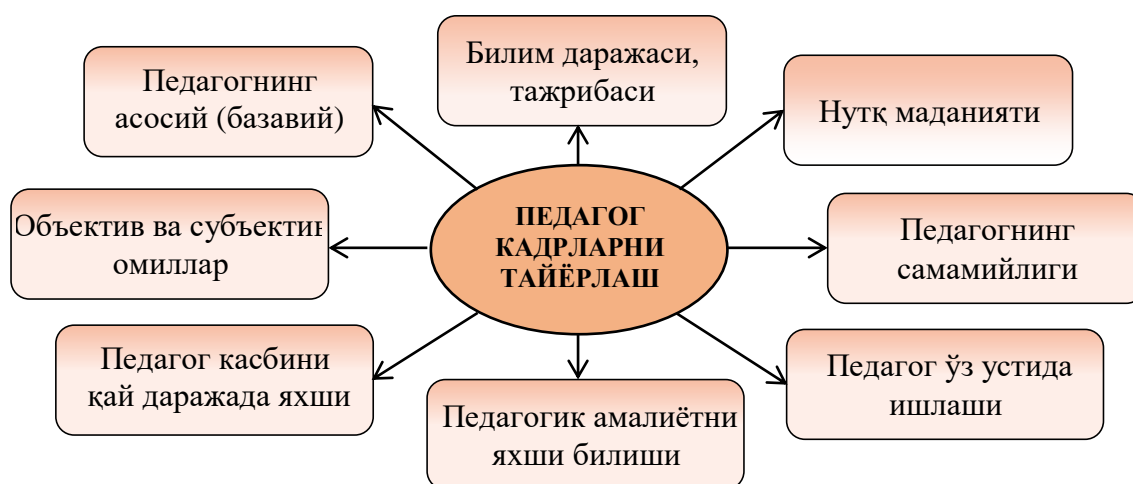 Билим даражаси,
тажрибаси
Педагогнинг
асосий (базавий)
Нутқ маданияти
Объектив ва субъектив
омиллар
ПЕДАГОГ
КАДРЛАРНИ
ТАЙЁРЛАШ
Педагогнинг
самамийлиги
Педагог касбини
қай даражада яхши
Педагогик амалиётни
яхши билиши
Педагог ўз устида
ишлаши